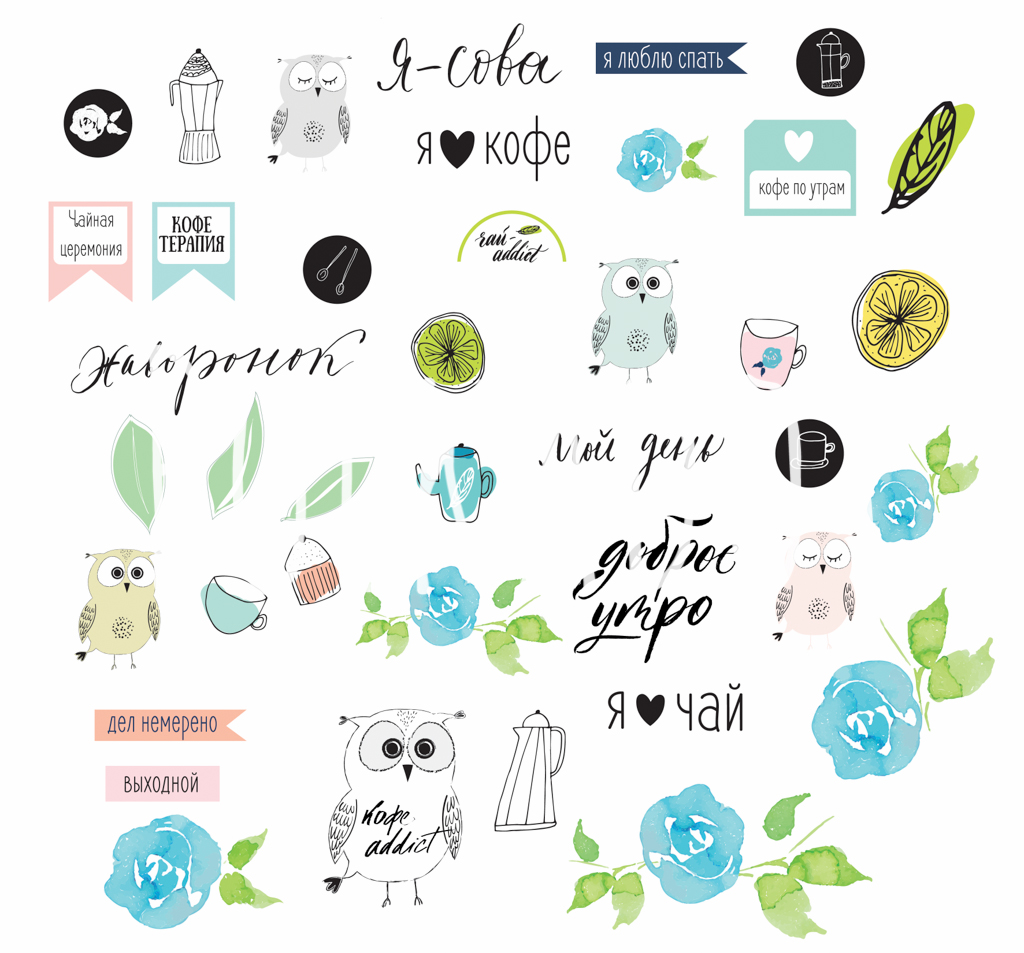 Я-сова
я люблю спать
я кофе
кофе по утрам
Чайная
церемония
КОФЕ
ТЕРАПИЯ
чай-
addict
Жаворонок
Мой день
доброе
утро
я чай
дел немерено
выходной
кофе
addict